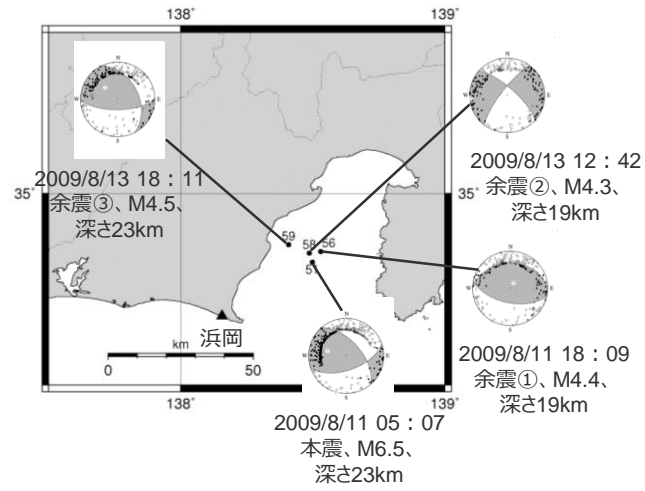 138°
139°
N
W
E
S
2009/8/13 18：11
余震③、M4.5、
深さ23km
N
W
E
S
2009/8/13 12：42
余震②、M4.3、
深さ19km
35°
35°
59
58
56
5
N
W
E
S
2009/8/11 18：09
余震①、M4.4、
深さ19km
浜岡
km
0
50
N
W
E
S
138°
139°
2009/8/11 05：07
本震、M6.5、
深さ23km